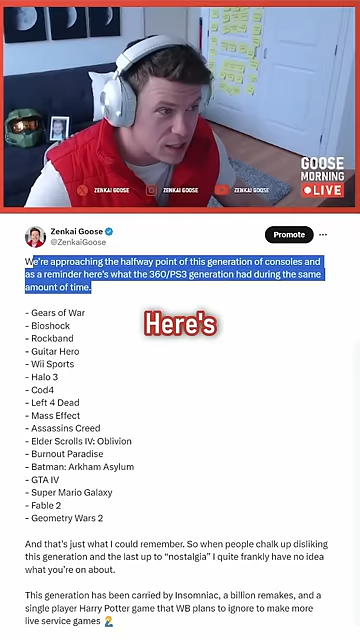 ZENKAI GOOSE
ZENKAI GOOSE
ZENKAI GOOSE
GOOSE
MORNING
LIVE
Zenkai Goose
@ZenkaiGoose
Promote
We're approaching the halfway point of this generation of consoles and
as a reminder here's what the 360/PS3 generation had during the same
amount of time.
- Gears of War
Here's
- Bioshock
- Rockband
- Guitar Hero
- Wii Sports
- Halo 3
- Cod4
- Left 4 Dead
- Mass Effect
- Assassins Creed
- Elder Scrolls IV: Oblivion
- Burnout Paradise
- Batman: Arkham Asylum
- GTA IV
- Super Mario Galaxy
- Fable 2
- Geometry Wars 2
And that's just what I could remember. So when people chalk up disliking
this generation and the last up to "nostalgia" I quite frankly have no idea
what you're on about.
This generation has been carried by Insomniac, a billion remakes, and a
single player Harry Potter game that WB plans to ignore to make more
live service games 🤦‍♂️